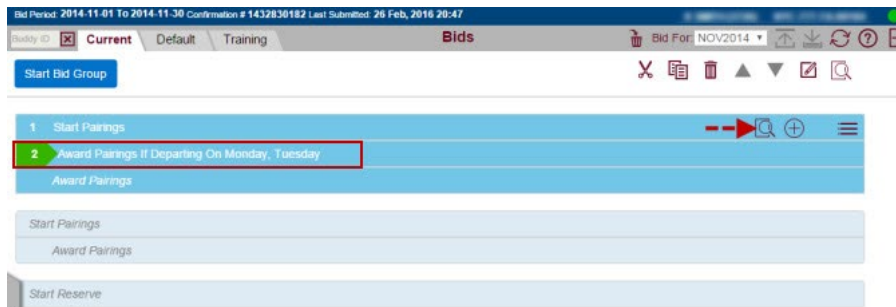 Bid Period: 2014-11-01 To 2014-11-30 Confirmation # 1432830182 Last Submitted: 26 Feb, 2016 20:47
Buddy ID Current Default Training Bids Bid For: NOV2014
Start Bid Group
1 Start Pairings
2 Award Pairings If Departing On Monday, Tuesday
Award Pairings
Start Pairings
Award Pairings
Start Reserve